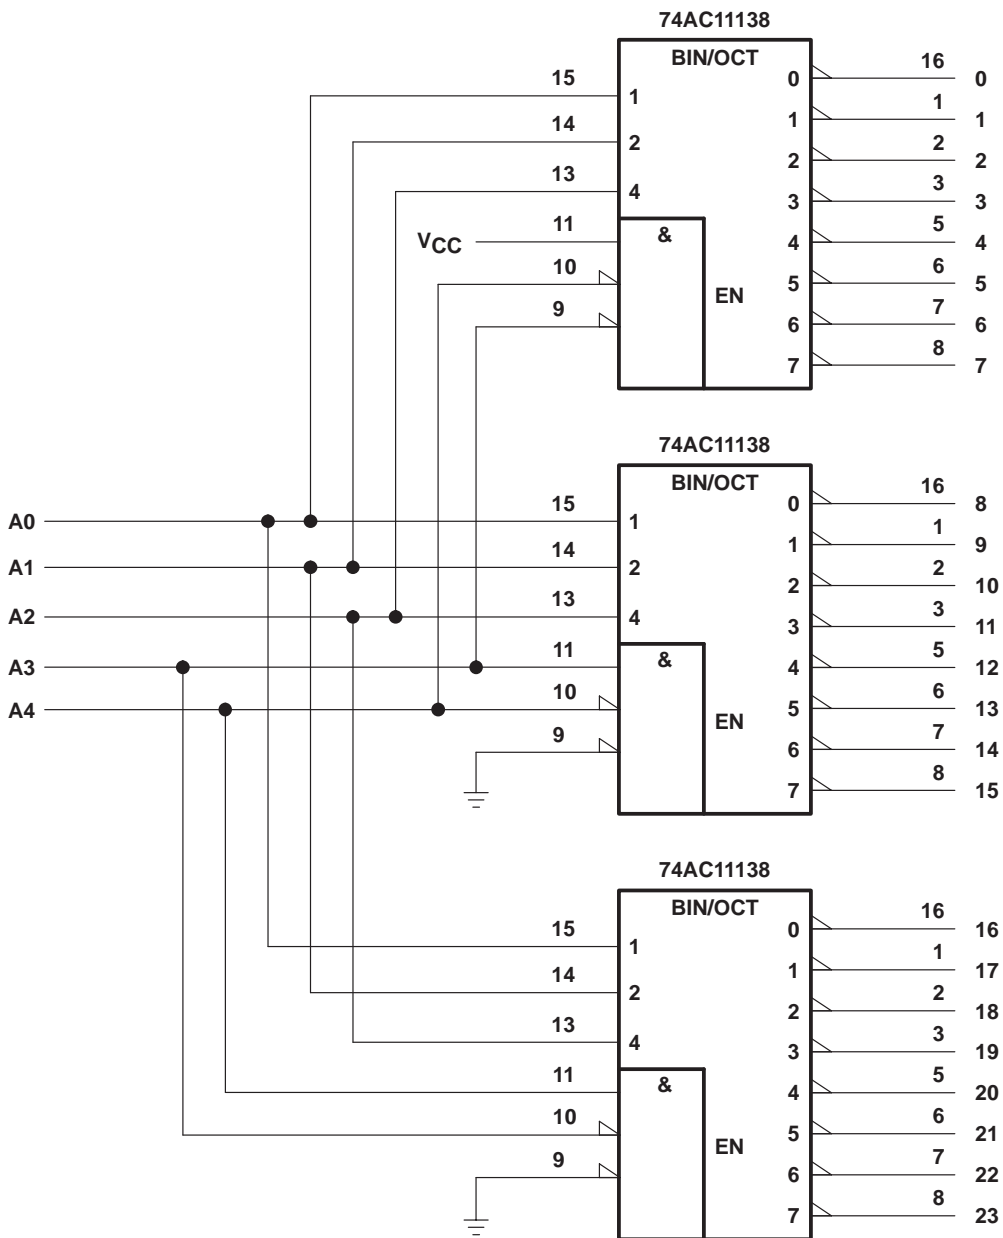 74AC11138
BIN/OCT
15 1 0 16 0
14 2 1 1 1
13 4 2 2 2
3 3 3
VCC 11 & 4 5 4
10 5 6 5
EN
9 6 7 6
7 8 7
74AC11138
BIN/OCT
A0 15 1 0 16 8
A1 14 2 1 1 9
A2 13 4 2 2 10
3 3 11
A3 11 & 4 5 12
A4 10 5 6 13
EN
9 6 7 14
7 8 15
74AC11138
BIN/OCT
15 1 0 16 16
14 2 1 1 17
13 4 2 2 18
3 3 19
11 & 4 5 20
10 5 6 21
EN
9 6 7 22
7 8 23